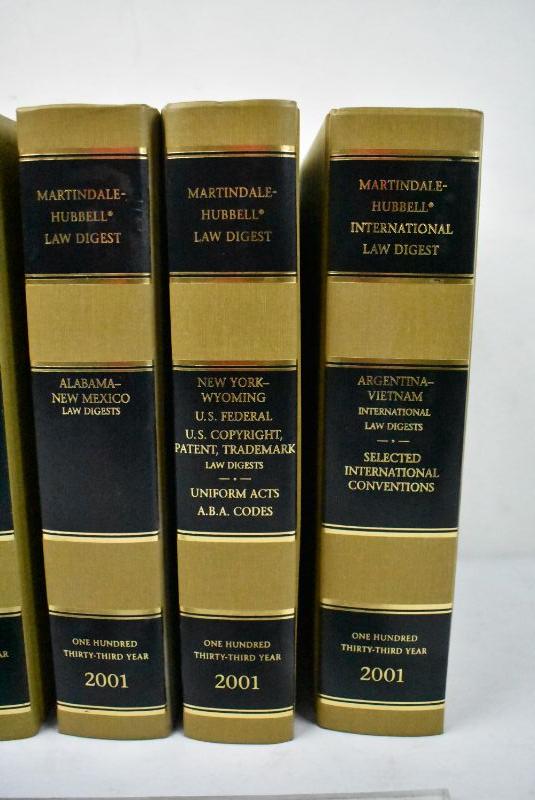 MARTINDALE-
HUBBELL®
LAW DIGEST
ALABAMA–
NEW MEXICO
LAW DIGESTS
ONE HUNDRED
THIRTY-THIRD YEAR
2001
MARTINDALE-
HUBBELL®
LAW DIGEST
NEW YORK–
WYOMING
U.S. FEDERAL
U.S. COPYRIGHT,
PATENT, TRADEMARK
LAW DIGESTS
UNIFORM ACTS
A.B.A. CODES
ONE HUNDRED
THIRTY-THIRD YEAR
2001
MARTINDALE-
HUBBELL®
INTERNATIONAL
LAW DIGEST
ARGENTINA–
VIETNAM
INTERNATIONAL
LAW DIGESTS
SELECTED
INTERNATIONAL
CONVENTIONS
ONE HUNDRED
THIRTY-THIRD YEAR
2001